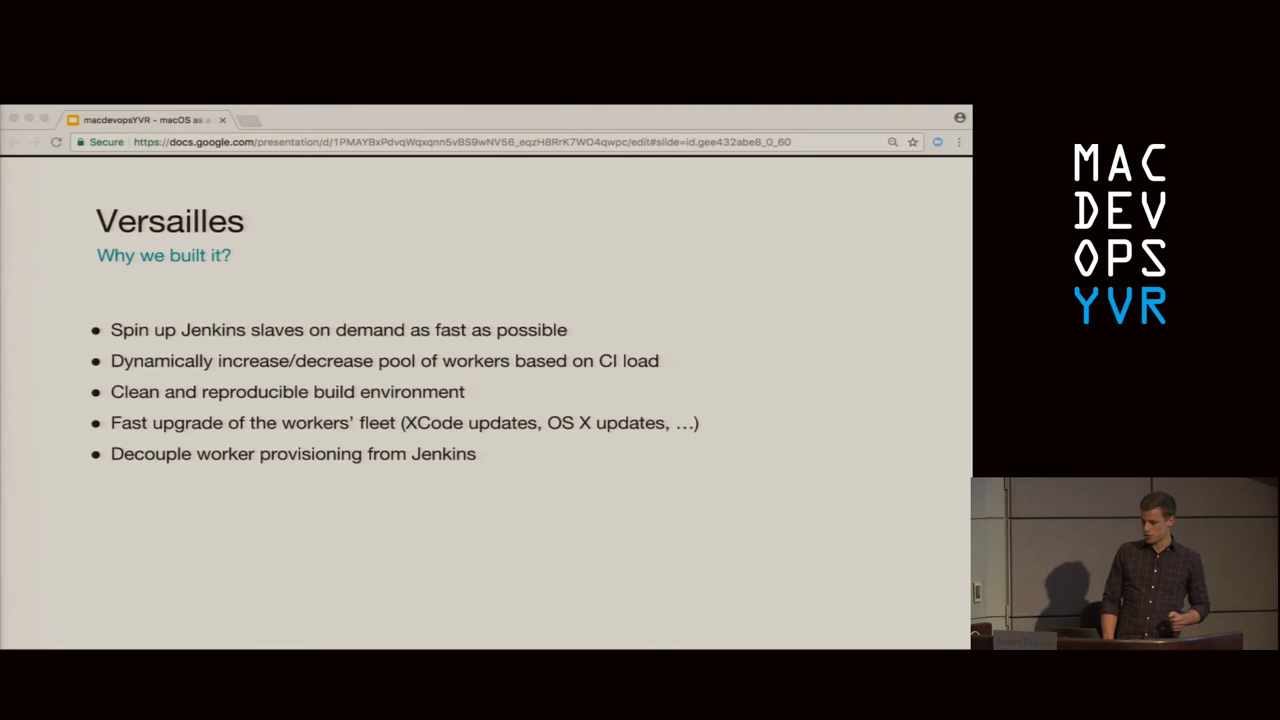 macdevopsYVR - macOS as a
Secure
https://docs.google.com/presentation/d/1PMAYBxPdvqWqxqnn5vBS9wNV56_eqzH8RrK7WO4qwpc/edit#slide=id.gee432abe8_0_60
Versailles
Why we built it?
• Spin up Jenkins slaves on demand as fast as possible
• Dynamically increase/decrease pool of workers based on CI load
• Clean and reproducible build environment
• Fast upgrade of the workers’ fleet (XCode updates, OS X updates, …)
• Decouple worker provisioning from Jenkins
MAC
DEV
OPS
YVR